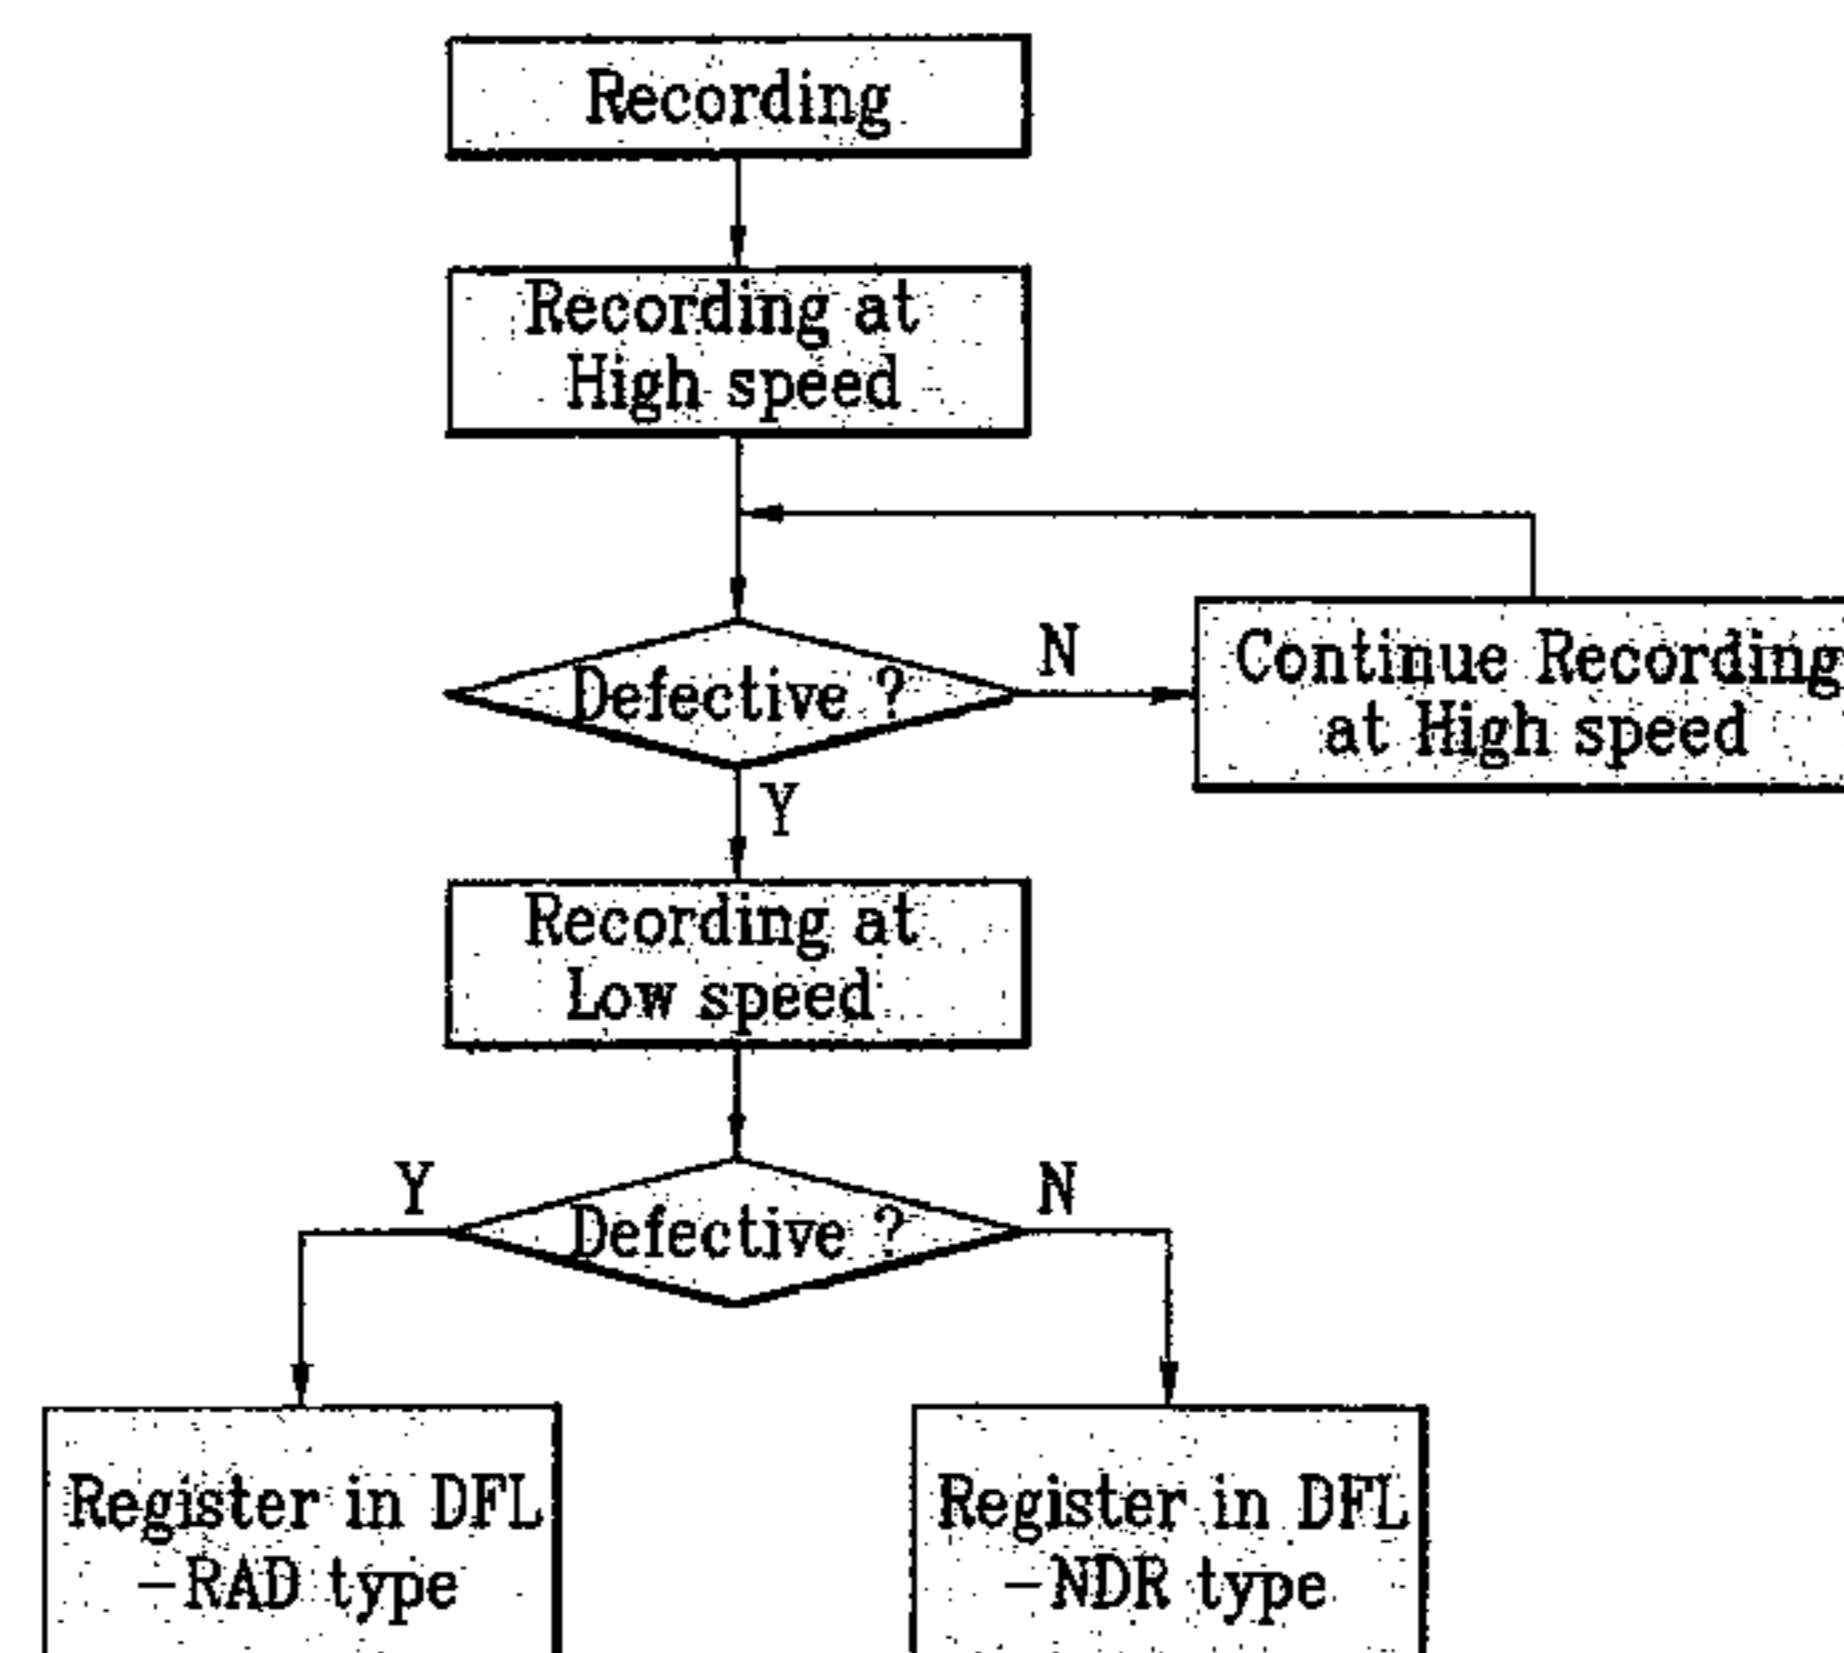 Recording
Recording at
High speed
Defective ?
N
Continue Recording
at High speed
Y
Recording at
Low speed
Y
Defective ?
N
Register in DFL
-RAD type
Register in DFL
-NDR type